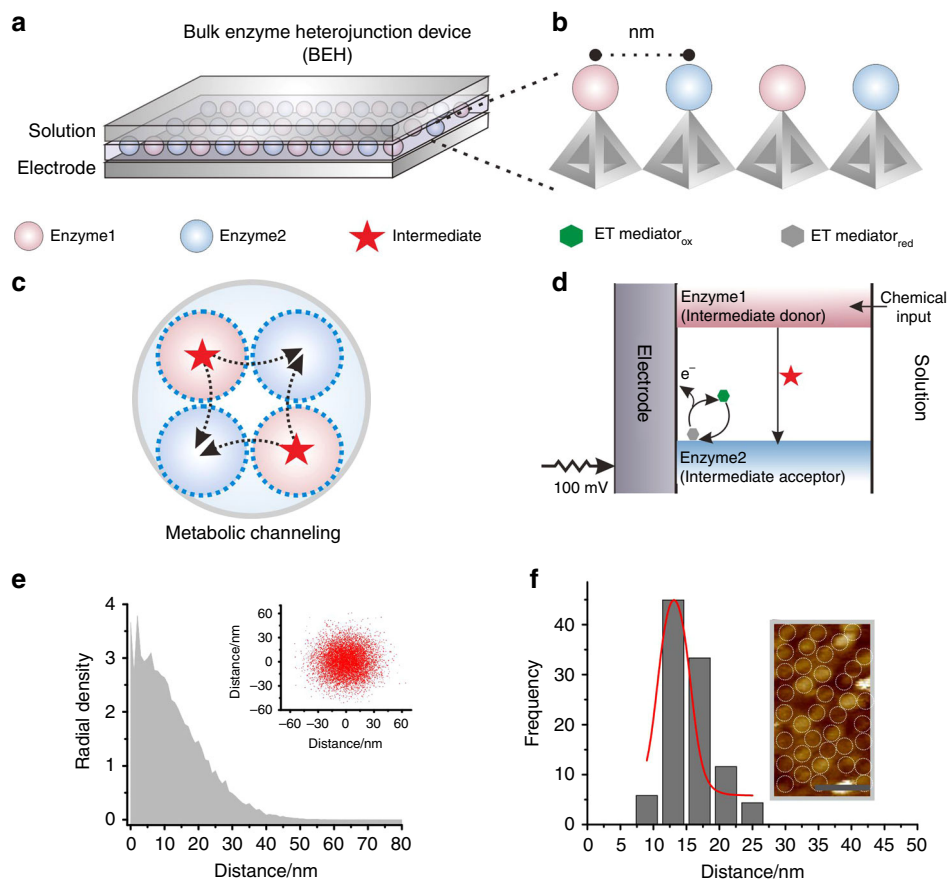 a
Bulk enzyme heterojunction device
(BEH)
Solution
Electrode
b
nm
Enzyme1
Enzyme2
Intermediate
ET mediatorox
ET mediatorred
c
Metabolic channeling
d
Enzyme1
(Intermediate donor)
Chemical
input
Electrode
e–
Solution
Enzyme2
(Intermediate acceptor)
100 mV
e
4
3
2
1
0
Radial density
0 10 20 30 40 50 60 70 80
Distance/nm
60
30
0
–30
–60
Distance/nm
–60 –30 0 30 60
Distance/nm
f
40
30
20
10
0
Frequency
0 5 10 15 20 25 30 35 40 45 50
Distance/nm